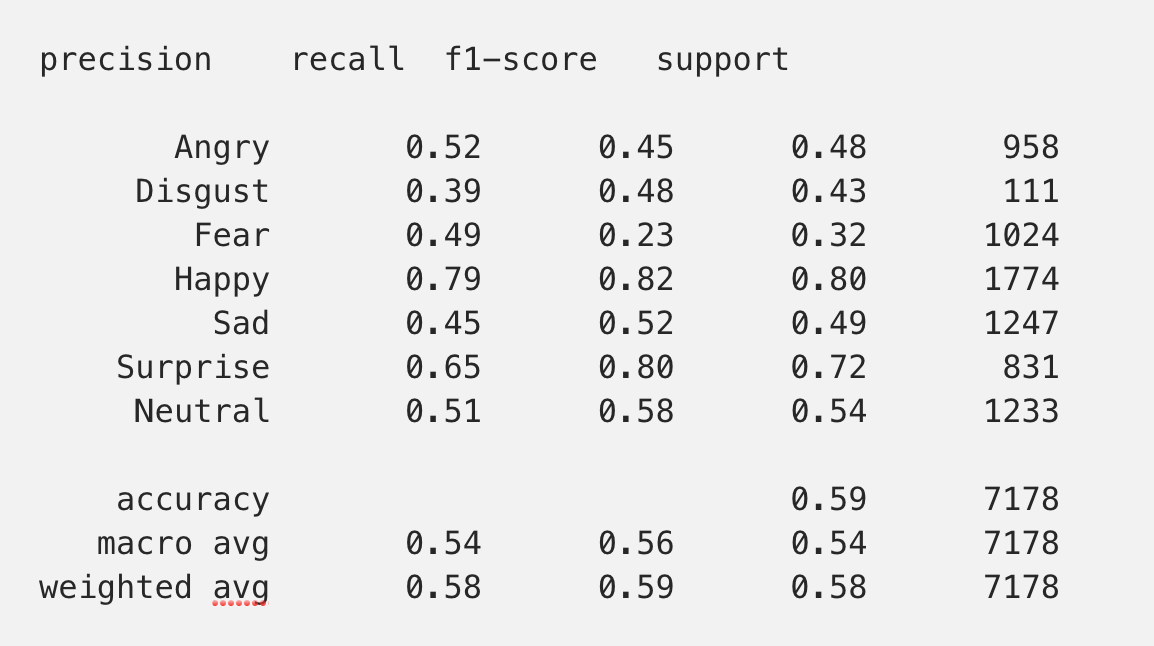 precision    recall  f1-score   support

       Angry       0.52      0.45      0.48       958
     Disgust       0.39      0.48      0.43       111
        Fear       0.49      0.23      0.32      1024
       Happy       0.79      0.82      0.80      1774
         Sad       0.45      0.52      0.49      1247
    Surprise       0.65      0.80      0.72       831
     Neutral       0.51      0.58      0.54      1233

    accuracy                           0.59      7178
   macro avg       0.54      0.56      0.54      7178
weighted avg       0.58      0.59      0.58      7178